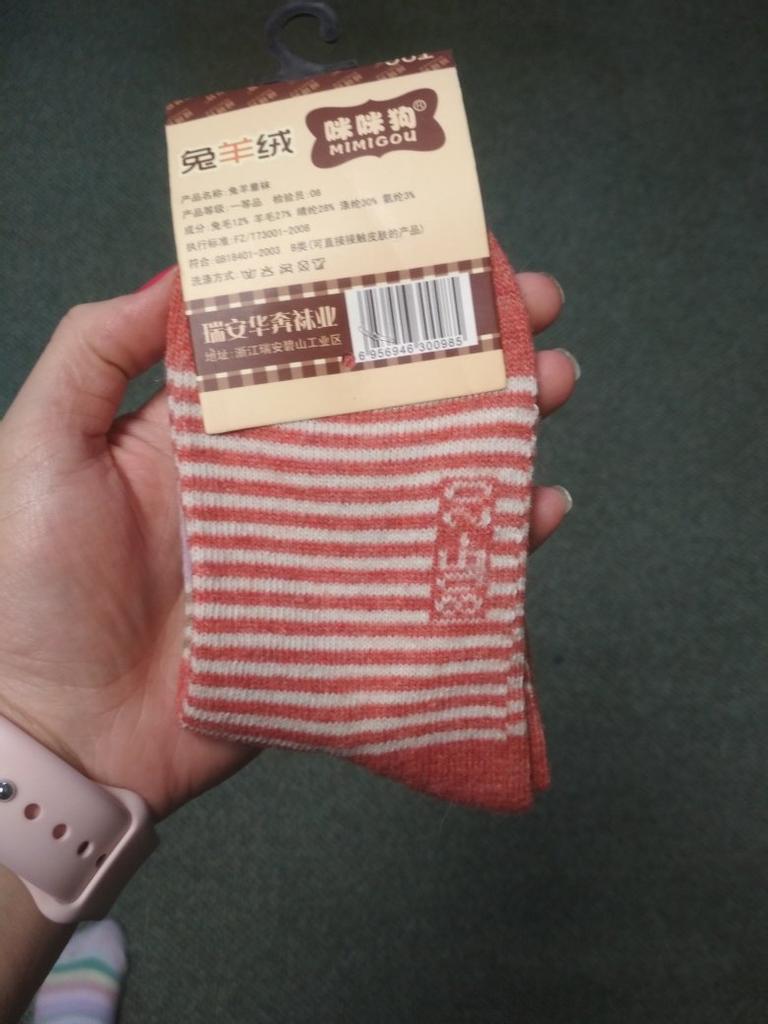 兔羊绒
咪咪狗®
MIMIGOU
产品名称:兔羊童袜
产品等级:一等品 检验员:08
成分:兔毛12% 羊毛27% 晴纶28% 涤纶30% 氨纶3%
执行标准:FZ/T73001-2008
符合:GB18401-2003 B类(可直接接触皮肤的产品)
洗涤方式:
瑞安华奔袜业
地址:浙江瑞安碧山工业区
6 956946 300985